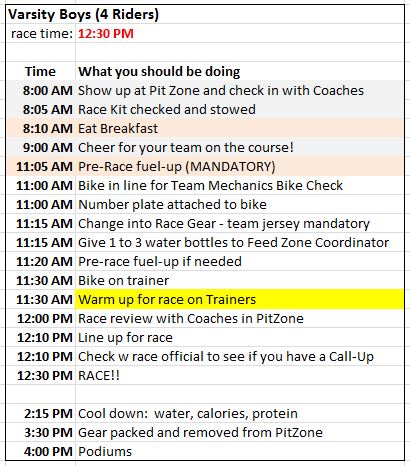 Varsity Boys (4 Riders)
race time: 12:30 PM
Time What you should be doing
8:00 AM Show up at Pit Zone and check in with Coaches
8:05 AM Race Kit checked and stowed
8:10 AM Eat Breakfast
9:00 AM Cheer for your team on the course!
11:05 AM Pre-Race fuel-up (MANDATORY)
11:00 AM Bike in line for Team Mechanics Bike Check
11:00 AM Number plate attached to bike
11:15 AM Change into Race Gear - team jersey mandatory
11:15 AM Give 1 to 3 water bottles to Feed Zone Coordinator
11:20 AM Pre-race fuel-up if needed
11:30 AM Bike on trainer
11:30 AM Warm up for race on Trainers
12:00 PM Race review with Coaches in PitZone
12:10 PM Line up for race
12:10 PM Check w race official to see if you have a Call-Up
12:30 PM RACE!!
2:15 PM Cool down: water, calories, protein
3:30 PM Gear packed and removed from PitZone
4:00 PM Podiums